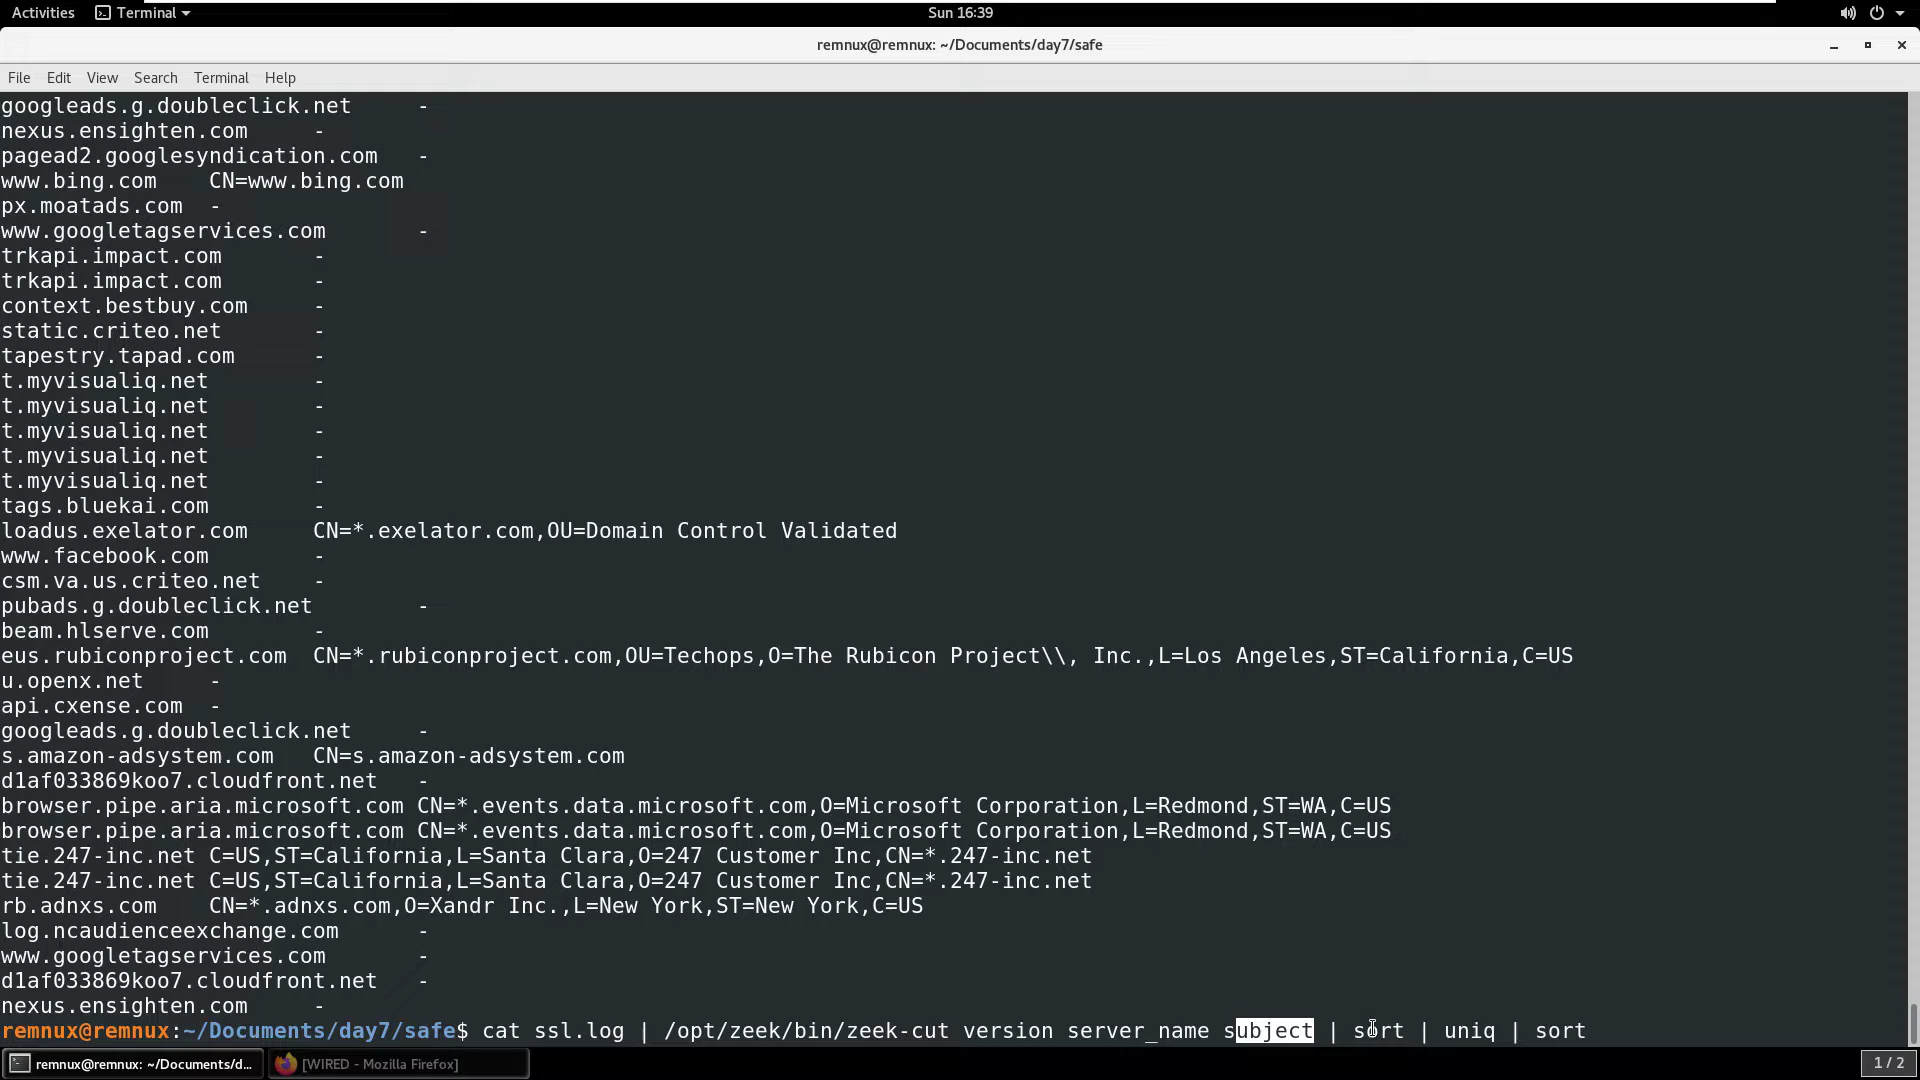 Activities Terminal Sun 16:39
remnux@remnux: ~/Documents/day7/safe
File Edit View Search Terminal Help
googleads.g.doubleclick.net -
nexus.ensighten.com -
pagead2.googlesyndication.com -
www.bing.com CN=www.bing.com
px.moatads.com -
www.googletagservices.com -
trkapi.impact.com -
trkapi.impact.com -
context.bestbuy.com -
static.criteo.net -
tapestry.tapad.com -
t.myvisualiq.net -
t.myvisualiq.net -
t.myvisualiq.net -
t.myvisualiq.net -
t.myvisualiq.net -
tags.bluekai.com -
loadus.exelator.com CN=*.exelator.com,OU=Domain Control Validated
www.facebook.com -
csm.va.us.criteo.net -
pubads.g.doubleclick.net -
beam.hlserve.com -
eus.rubiconproject.com CN=*.rubiconproject.com,OU=Techops,O=The Rubicon Project\\, Inc.,L=Los Angeles,ST=California,C=US
u.openx.net -
api.cxense.com -
googleads.g.doubleclick.net -
s.amazon-adsystem.com CN=s.amazon-adsystem.com
d1af033869koo7.cloudfront.net -
browser.pipe.aria.microsoft.com CN=*.events.data.microsoft.com,O=Microsoft Corporation,L=Redmond,ST=WA,C=US
browser.pipe.aria.microsoft.com CN=*.events.data.microsoft.com,O=Microsoft Corporation,L=Redmond,ST=WA,C=US
tie.247-inc.net C=US,ST=California,L=Santa Clara,O=247 Customer Inc,CN=*.247-inc.net
tie.247-inc.net C=US,ST=California,L=Santa Clara,O=247 Customer Inc,CN=*.247-inc.net
rb.adnxs.com CN=*.adnxs.com,O=Xandr Inc.,L=New York,ST=New York,C=US
log.ncaudienceexchange.com -
www.googletagservices.com -
d1af033869koo7.cloudfront.net -
nexus.ensighten.com -
remnux@remnux:~/Documents/day7/safe$ cat ssl.log | /opt/zeek/bin/zeek-cut version server_name subject | sort | uniq | sort
remnux@remnux: ~/Documents/d... [WIRED - Mozilla Firefox] 1 / 2